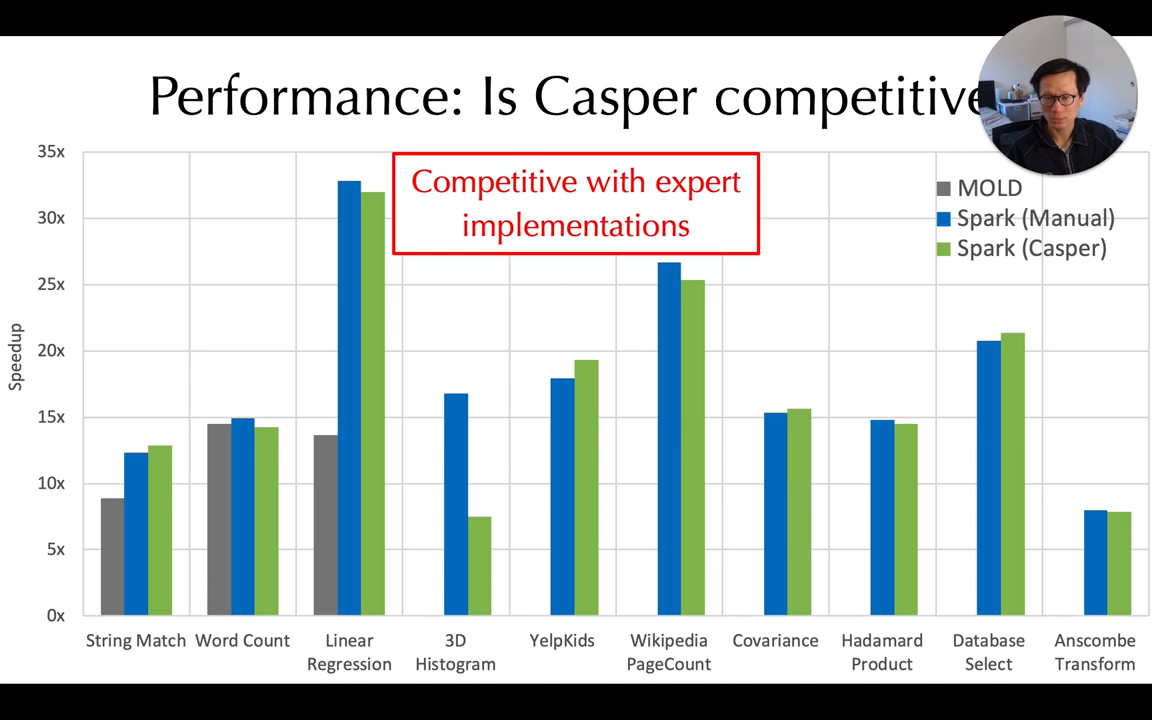 Performance: Is Casper competitive
35x
30x
25x
20x
15x
10x
5x
0x
Speedup
Competitive with expert
implementations
MOLD
Spark (Manual)
Spark (Casper)
String Match
Word Count
Linear
Regression
3D
Histogram
YelpKids
Wikipedia
PageCount
Covariance
Hadamard
Product
Database
Select
Anscombe
Transform